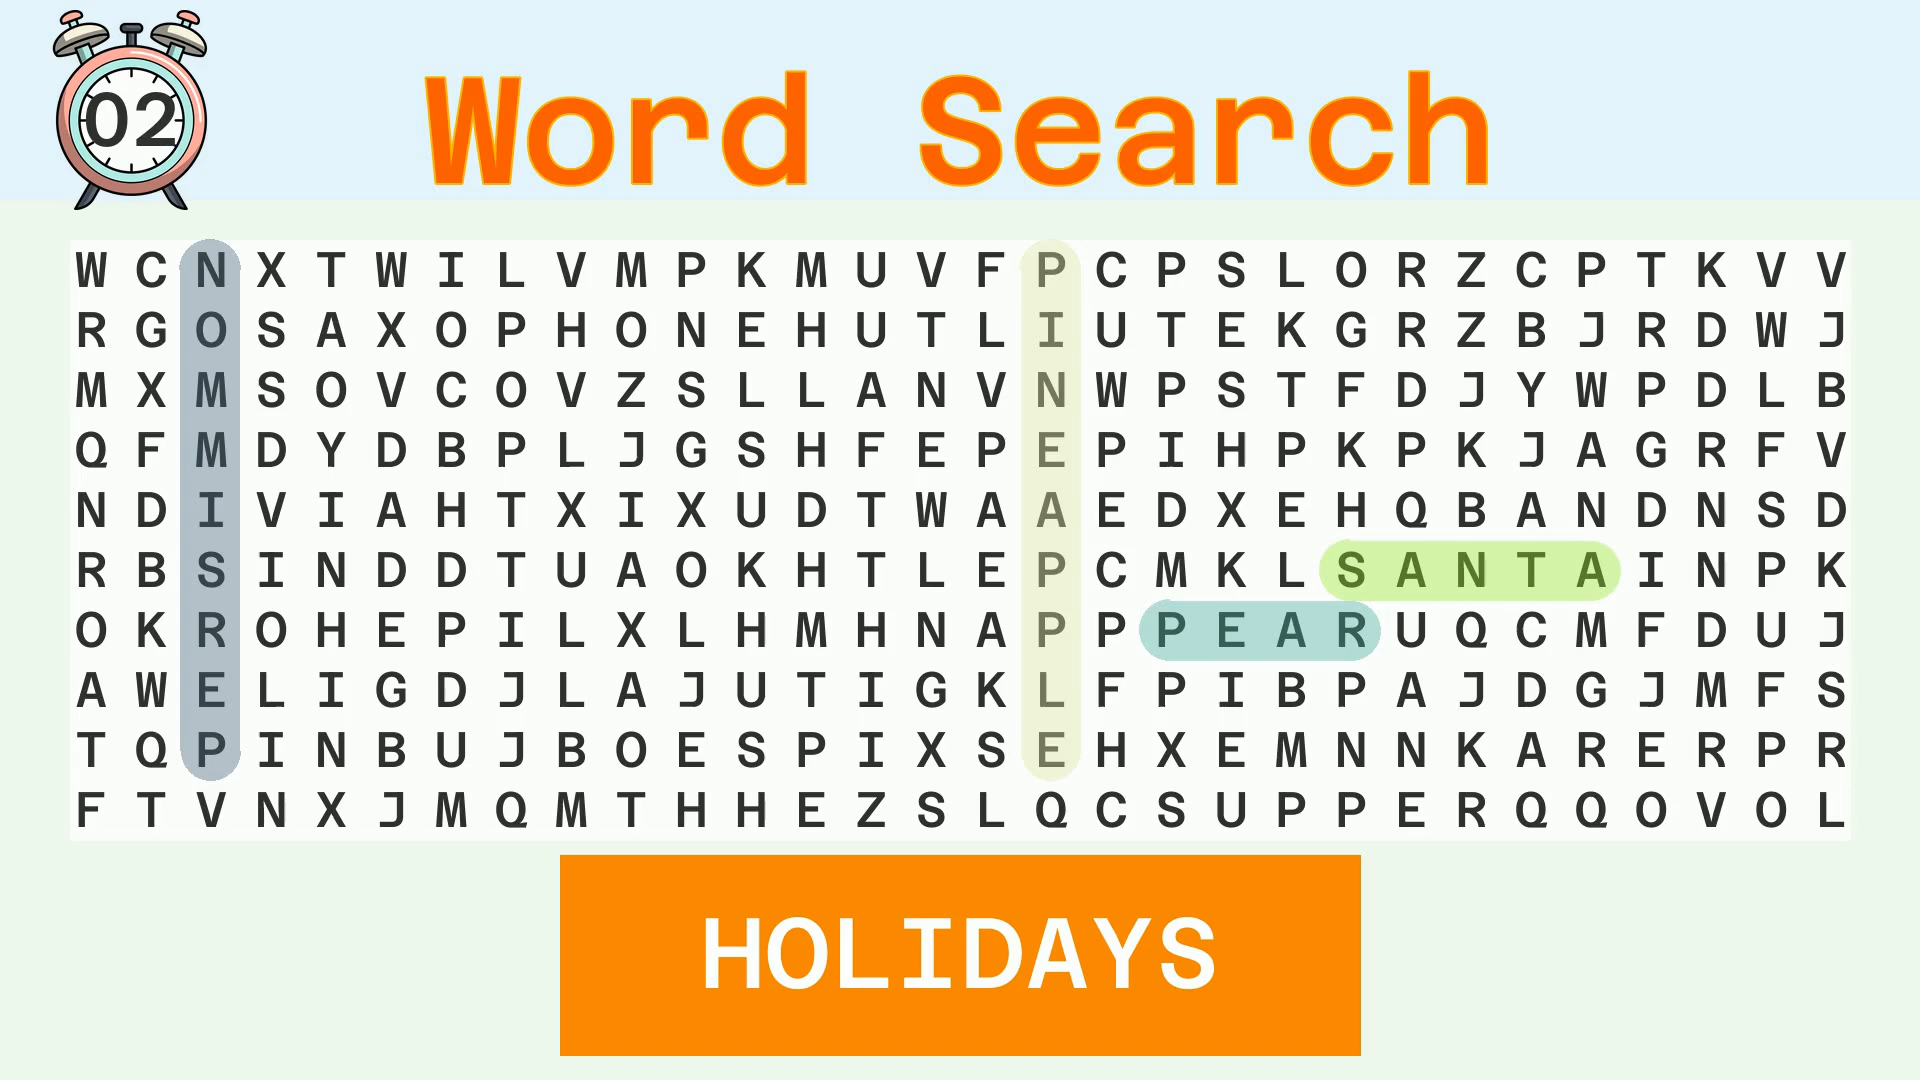 02
Word Search
W C N X T W I L V M P K M U V F P C P S L O R Z C P T K V V
R G O S A X O P H O N E H U T L I U T E K G R Z B J R D W J
M X M S O V C O V Z S L L A N V N W P S T F D J Y W P D L B
Q F M D Y D B P L J G S H F E P E P I H P K P K J A G R F V
N D I V I A H T X I X U D T W A A E D X E H Q B A N D N S D
R B S I N D D T U A O K H T L E P C M K L S A N T A I N P K
O K R O H E P I L X L H M H N A P P P E A R U Q C M F D U J
A W E L I G D J L A J U T I G K L F P I B P A J D G J M F S
T Q P I N B U J B O E S P I X S E H X E M N N K A R E R P R
F T V N X J M Q M T H H E Z S L Q C S U P P E R Q Q O V O L
HOLIDAYS